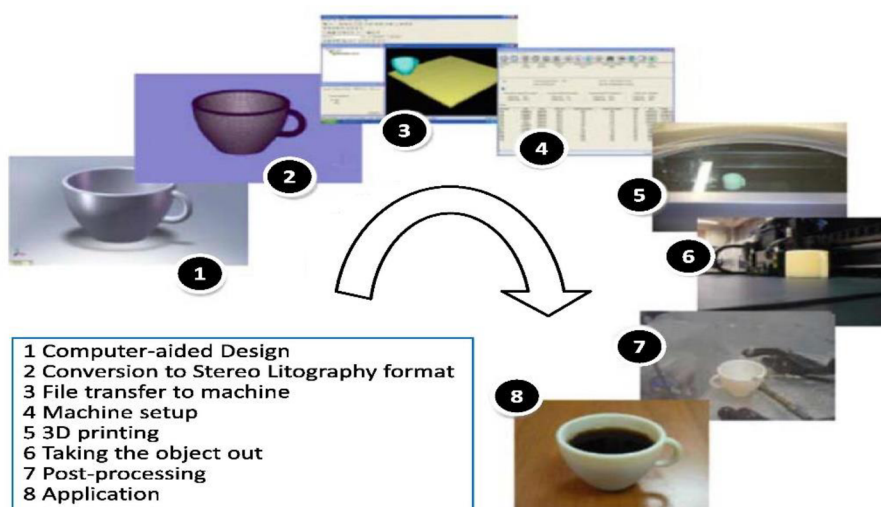 1
2
3
4
5
6
7
8
1 Computer-aided Design
2 Conversion to Stereo Litography format
3 File transfer to machine
4 Machine setup
5 3D printing
6 Taking the object out
7 Post-processing
8 Application